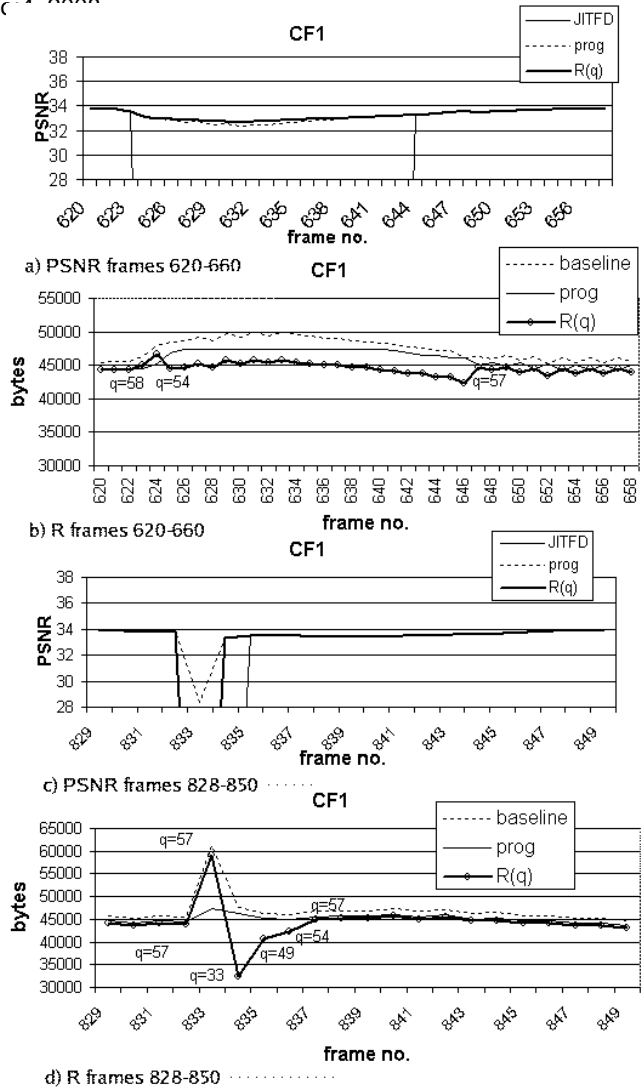 JITFD
CF1
prog
R(q)
38
36
34
32
30
28
PSNR
620
623
626
629
632
635
638
641
644
647
650
653
656
frame no.
a) PSNR frames 620-660
CF1
baseline
prog
R(q)
55000
50000
45000
40000
35000
30000
bytes
q=58
q=54
q=57
620
622
624
626
628
630
632
634
636
638
640
642
644
646
648
650
652
654
656
658
frame no.
b) R frames 620-660
CF1
JITFD
prog
R(q)
38
36
34
32
30
28
PSNR
829
831
833
835
837
839
841
843
845
847
849
frame no.
c) PSNR frames 828-850
CF1
baseline
prog
R(q)
65000
60000
55000
50000
45000
40000
35000
30000
bytes
q=57
q=57
q=57
q=54
q=49
q=33
829
831
833
835
837
839
841
843
845
847
849
frame no.
d) R frames 828-850